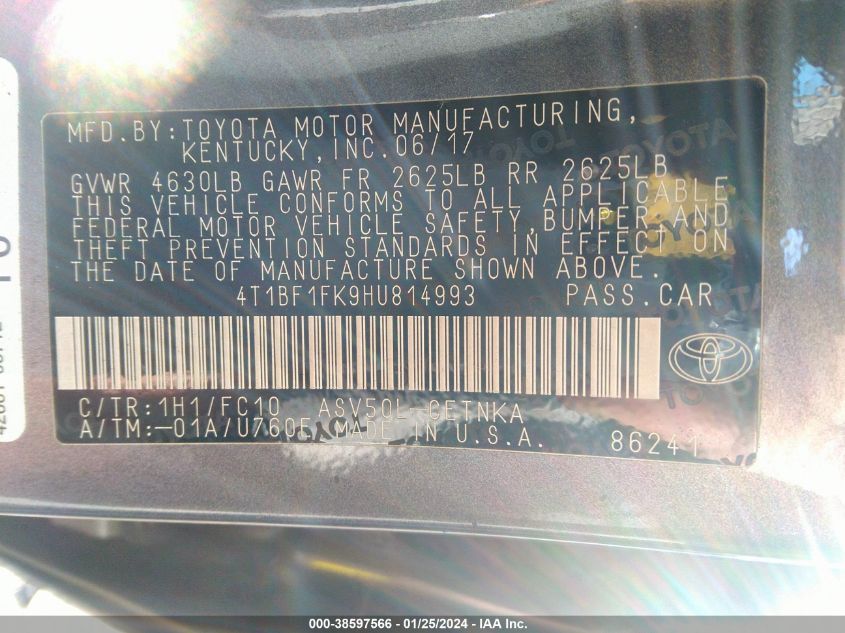 MFD.BY:TOYOTA MOTOR MANUFACTURING,
KENTUCKY,INC.06/17
GVWR 4630LB GAWR FR 2625LB RR 2625LB
THIS VEHICLE CONFORMS TO ALL APPLICABLE
FEDERAL MOTOR VEHICLE SAFETY,BUMPER AND
THEFT PREVENTION STANDARDS IN EFFECT ON
THE DATE OF MANUFACTURE SHOWN ABOVE.
4T1BF1FK9HU814993 PASS.CAR
C/TR:1H1/FC10 ASV50L-CETNKA
A/TM:-01A/U760E MADE IN U.S.A. 86241
TOYOTA
TOYOTA
TOYOTA
000-38597566 - 01/25/2024 - IAA Inc.